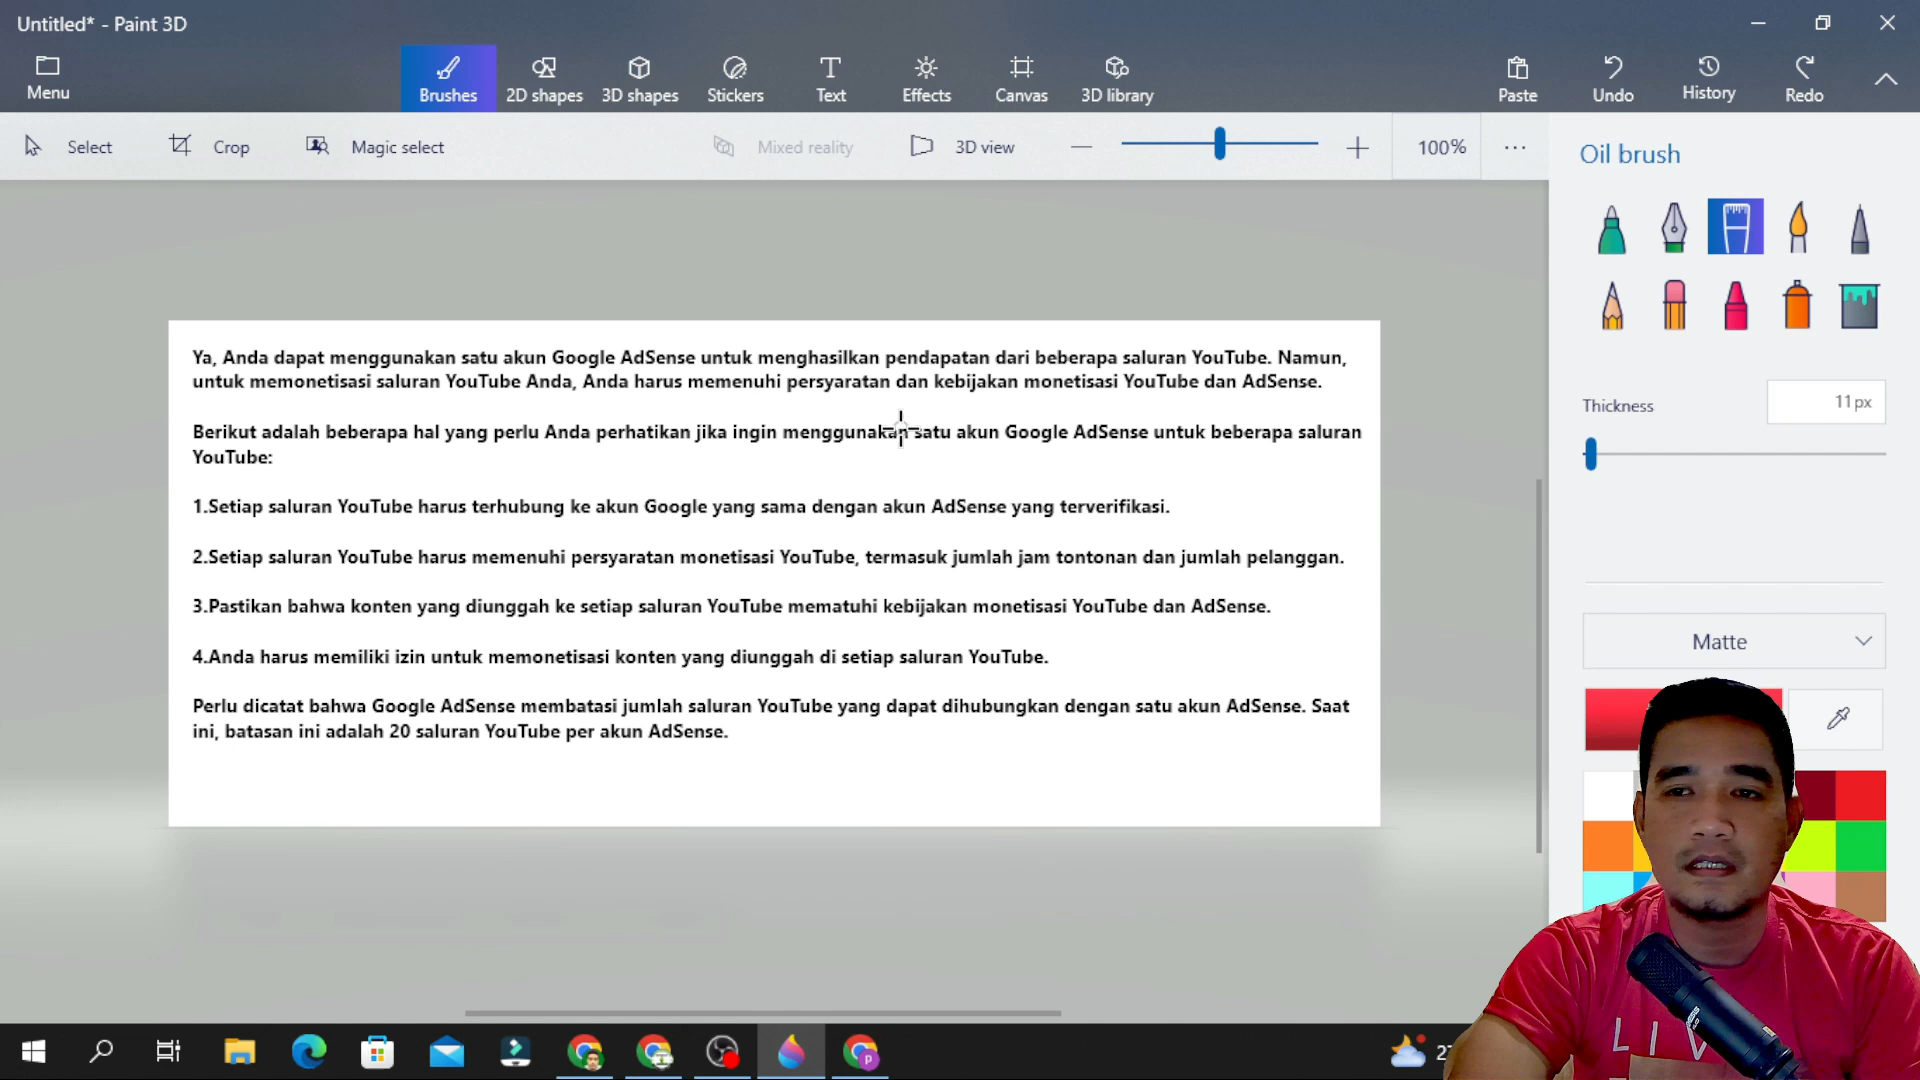 Untitled* - Paint 3D
Menu
Brushes
2D shapes
3D shapes
Stickers
Text
Effects
Canvas
3D library
Paste
Undo
History
Redo
Select
Crop
Magic select
Mixed reality
3D view
100%
Oil brush
Thickness
11px
Matte
Ya, Anda dapat menggunakan satu akun Google AdSense untuk menghasilkan pendapatan dari beberapa saluran YouTube. Namun,
untuk memonetisasi saluran YouTube Anda, Anda harus memenuhi persyaratan dan kebijakan monetisasi YouTube dan AdSense.
Berikut adalah beberapa hal yang perlu Anda perhatikan jika ingin menggunakan satu akun Google AdSense untuk beberapa saluran
YouTube:
1.Setiap saluran YouTube harus terhubung ke akun Google yang sama dengan akun AdSense yang terverifikasi.
2.Setiap saluran YouTube harus memenuhi persyaratan monetisasi YouTube, termasuk jumlah jam tontonan dan jumlah pelanggan.
3.Pastikan bahwa konten yang diunggah ke setiap saluran YouTube mematuhi kebijakan monetisasi YouTube dan AdSense.
4.Anda harus memiliki izin untuk memonetisasi konten yang diunggah di setiap saluran YouTube.
Perlu dicatat bahwa Google AdSense membatasi jumlah saluran YouTube yang dapat dihubungkan dengan satu akun AdSense. Saat
ini, batasan ini adalah 20 saluran YouTube per akun AdSense.